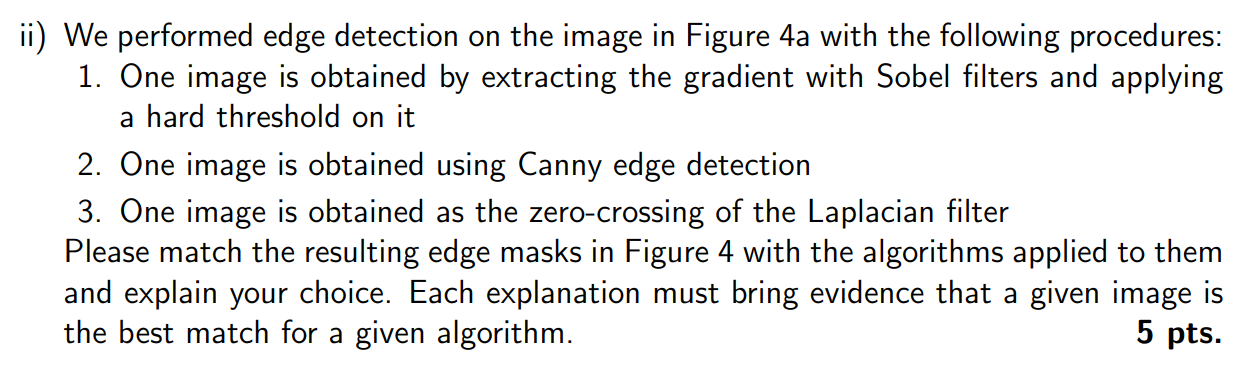 ii) We performed edge detection on the image in Figure 4a with the following procedures:
1. One image is obtained by extracting the gradient with Sobel filters and applying
a hard threshold on it
2. One image is obtained using Canny edge detection
3. One image is obtained as the zero-crossing of the Laplacian filter
Please match the resulting edge masks in Figure 4 with the algorithms applied to them
and explain your choice. Each explanation must bring evidence that a given image is
the best match for a given algorithm. 5 pts.